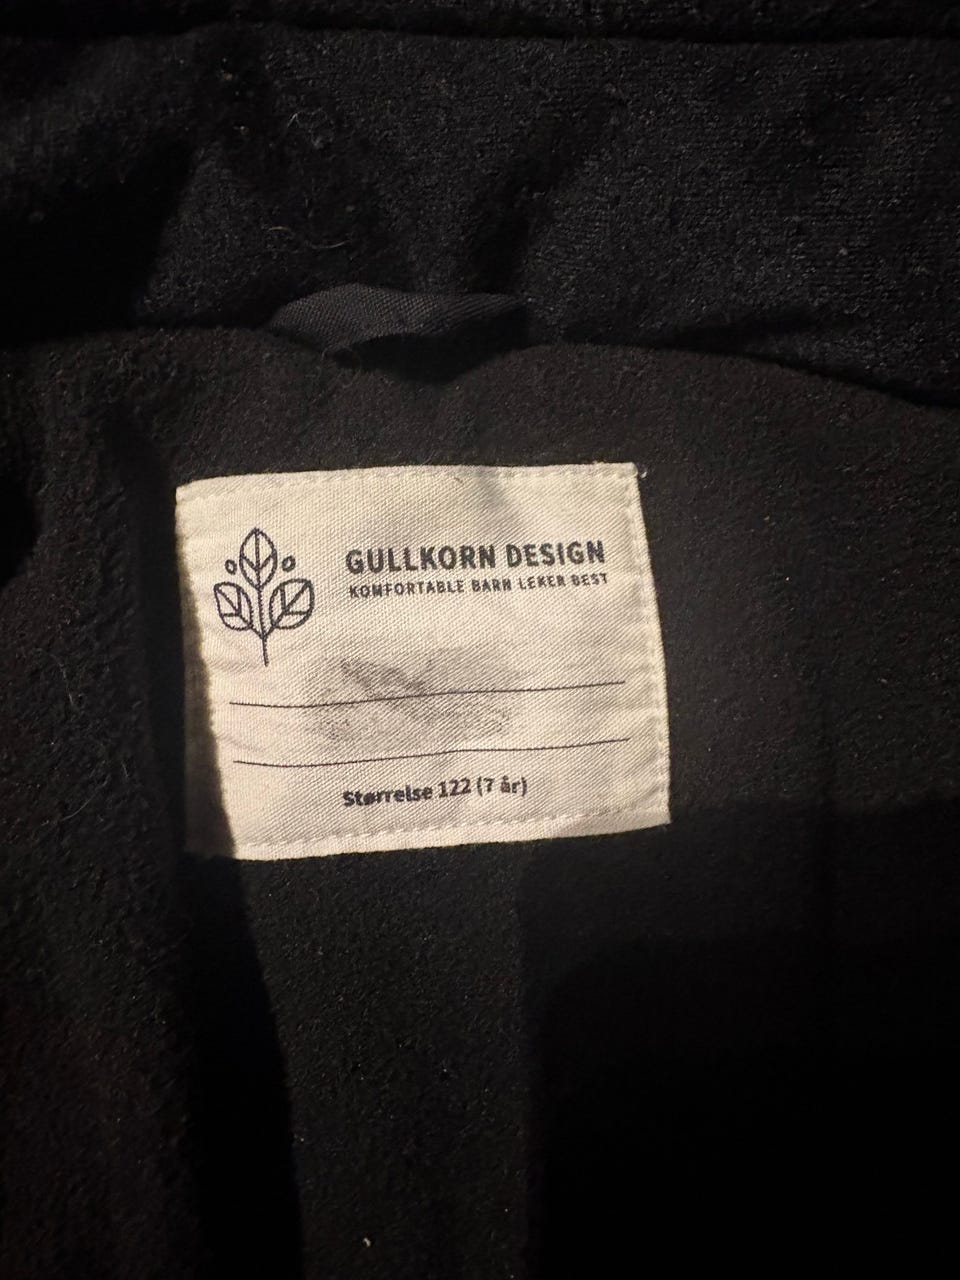 GULLKORN DESIGN
KOMFORTABLE BARN LEKER BEST
Størrelse 122 (7 år)